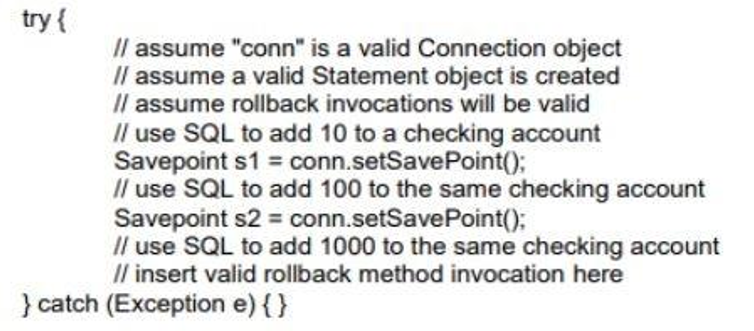 try {
// assume "conn" is a valid Connection object
// assume a valid Statement object is created
// assume rollback invocations will be valid
// use SQL to add 10 to a checking account
Savepoint s1 = conn.setSavePoint();
// use SQL to add 100 to the same checking account
Savepoint s2 = conn.setSavePoint();
// use SQL to add 1000 to the same checking account
// insert valid rollback method invocation here
} catch (Exception e) { }